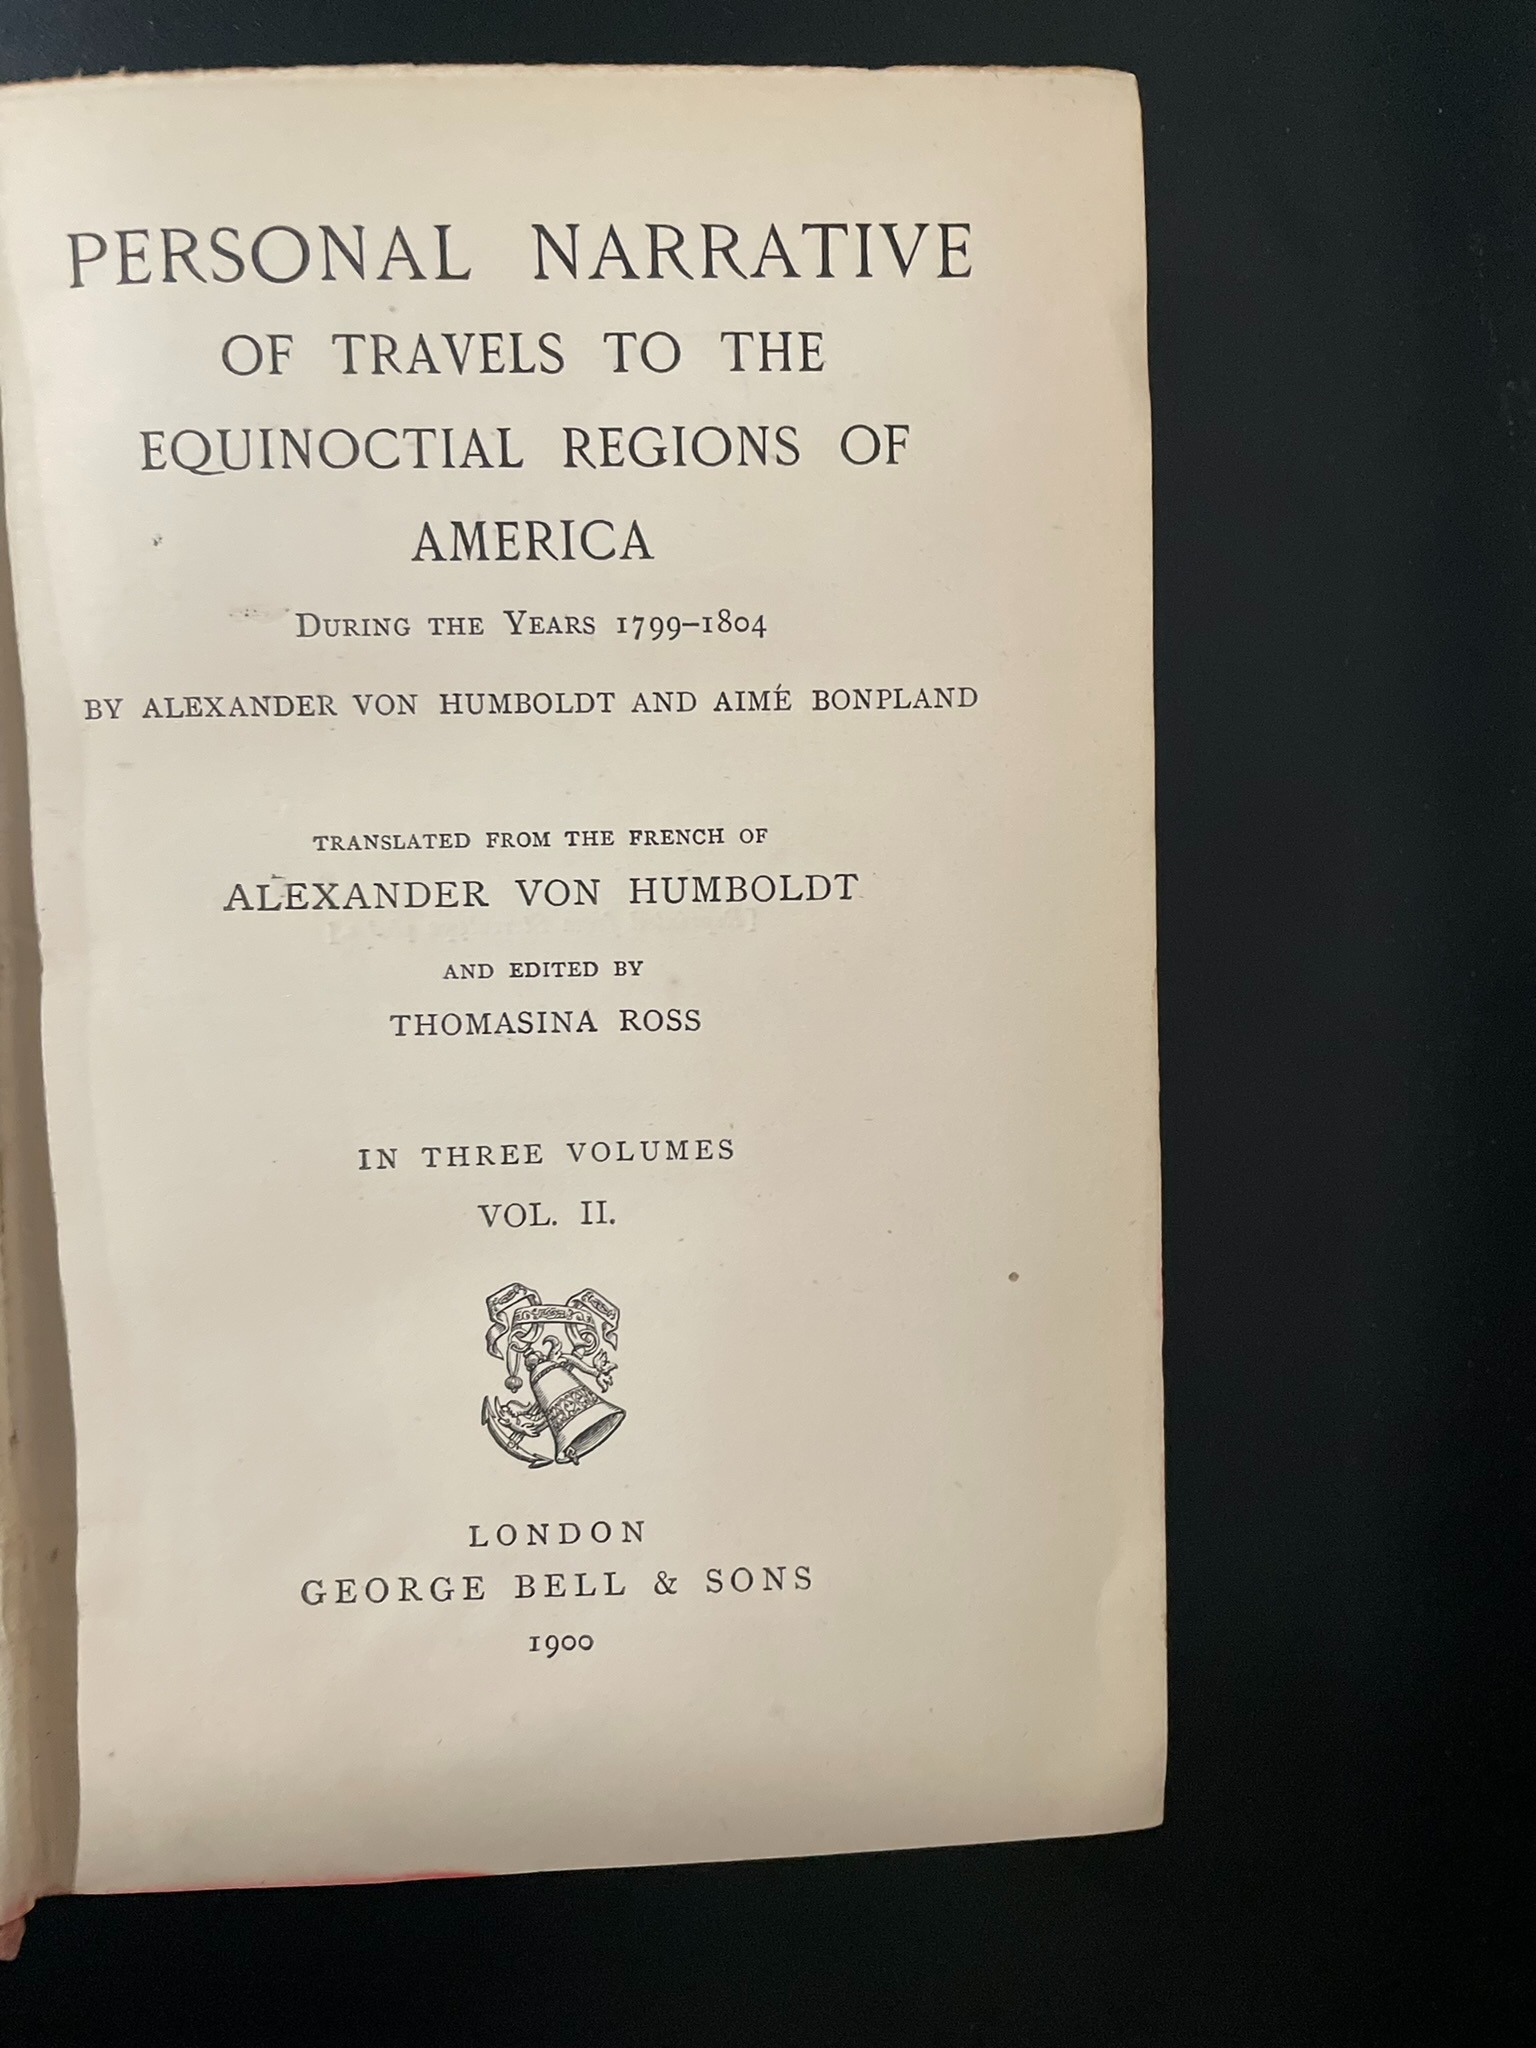 PERSONAL NARRATIVE
OF TRAVELS TO THE
EQUINOCTIAL REGIONS OF
AMERICA
DURING THE YEARS 1799–1804
BY ALEXANDER VON HUMBOLDT AND AIMÉ BONPLAND
TRANSLATED FROM THE FRENCH OF
ALEXANDER VON HUMBOLDT
AND EDITED BY
THOMASINA ROSS
IN THREE VOLUMES
VOL. II.
LONDON
GEORGE BELL & SONS
1900